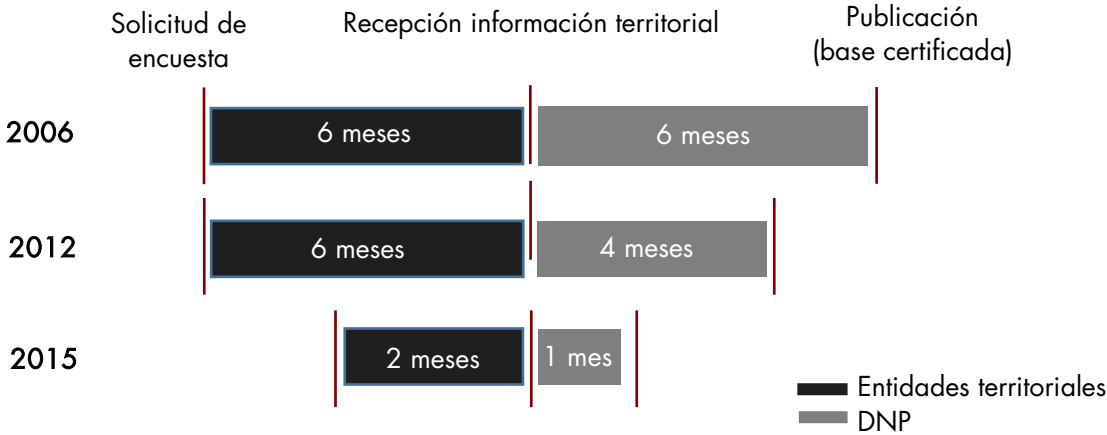 Solicitud de
encuesta
Recepción información territorial
Publicación
(base certificada)
2006
6 meses
6 meses
2012
6 meses
4 meses
2015
2 meses
1 mes
Entidades territoriales
DNP